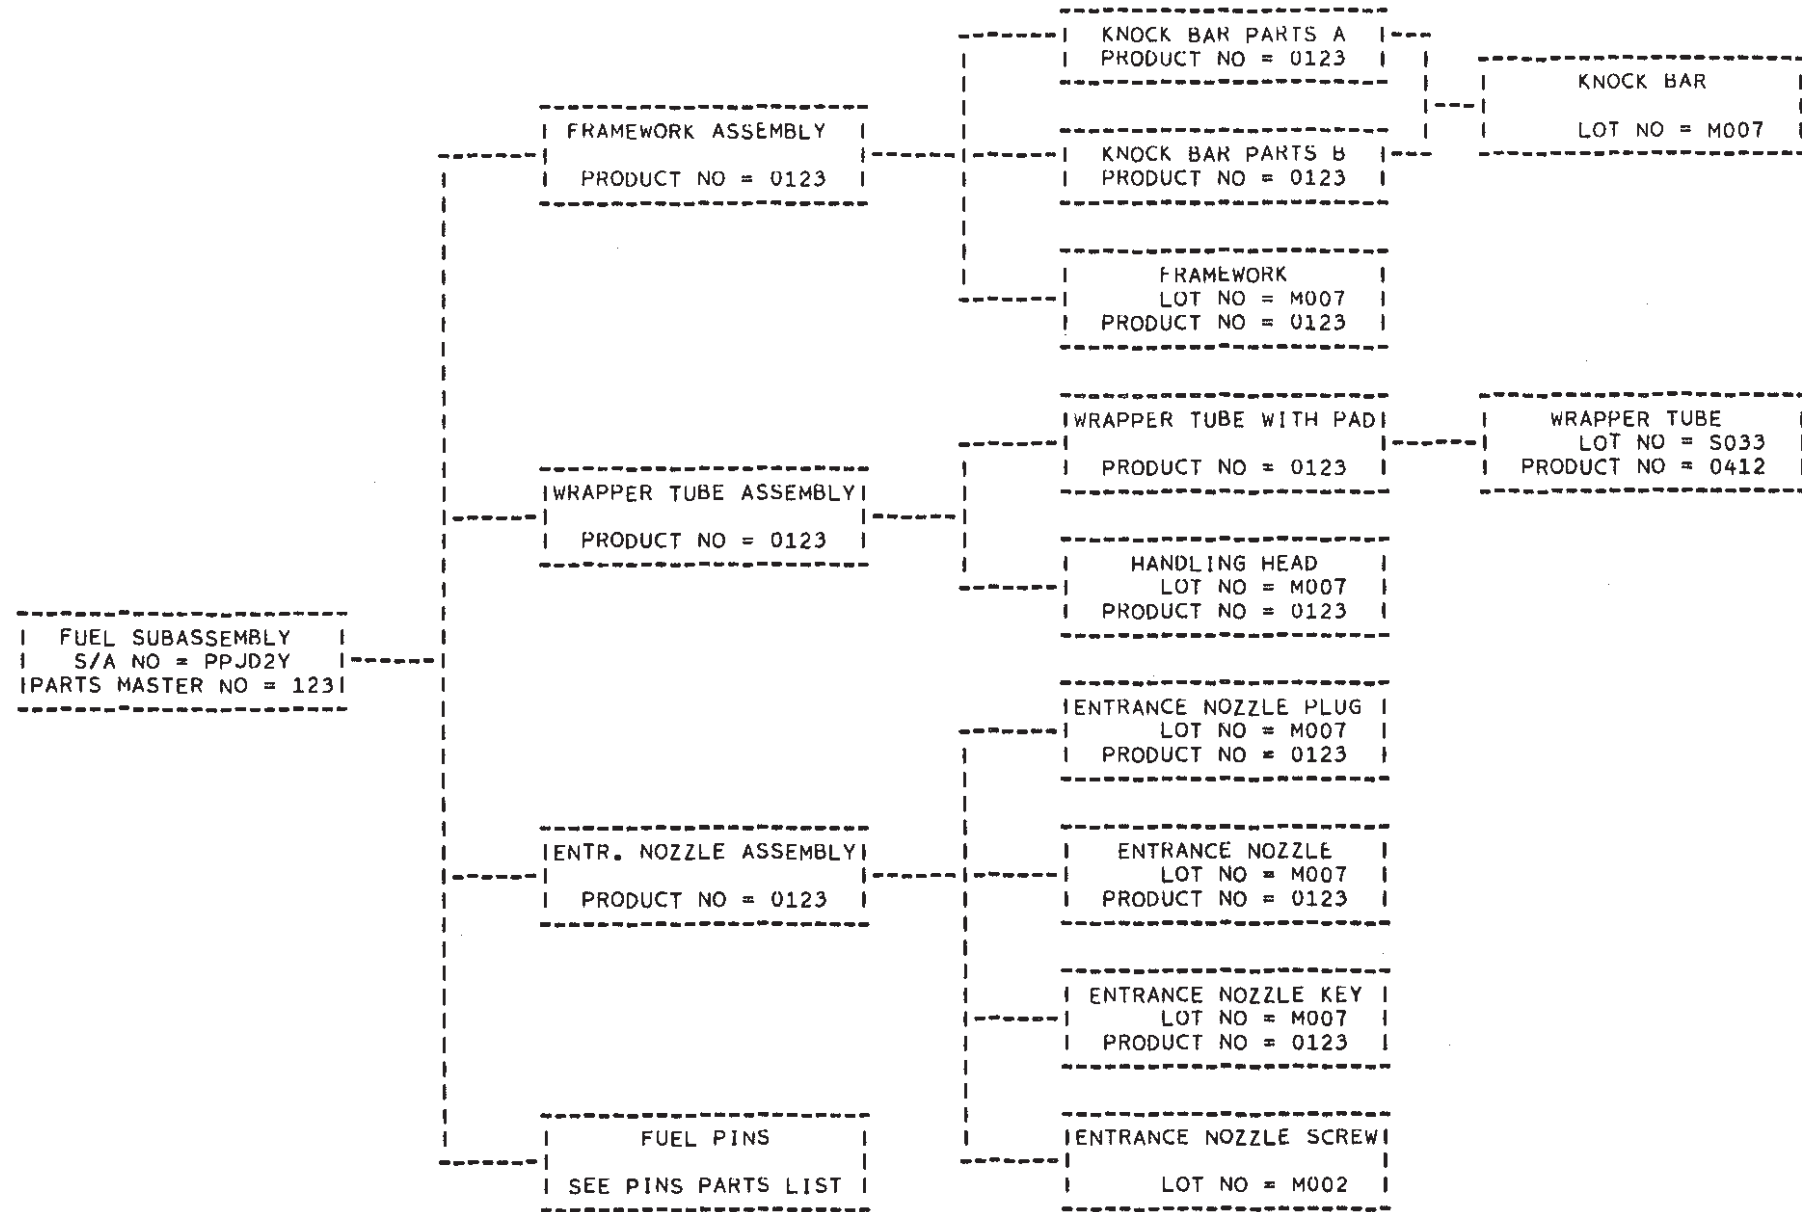 FUEL SUBASSEMBLY
S/A NO = PPJD2Y
PARTS MASTER NO = 123
FRAMEWORK ASSEMBLY
PRODUCT NO = 0123
WRAPPER TUBE ASSEMBLY
PRODUCT NO = 0123
ENTR. NOZZLE ASSEMBLY
PRODUCT NO = 0123
FUEL PINS
SEE PINS PARTS LIST
KNOCK BAR PARTS A
PRODUCT NO = 0123
KNOCK BAR PARTS B
PRODUCT NO = 0123
FRAMEWORK
LOT NO = M007
PRODUCT NO = 0123
WRAPPER TUBE WITH PAD
PRODUCT NO = 0123
HANDLING HEAD
LOT NO = M007
PRODUCT NO = 0123
ENTRANCE NOZZLE PLUG
LOT NO = M007
PRODUCT NO = 0123
ENTRANCE NOZZLE
LOT NO = M007
PRODUCT NO = 0123
ENTRANCE NOZZLE KEY
LOT NO = M007
PRODUCT NO = 0123
ENTRANCE NOZZLE SCREW
LOT NO = M002
KNOCK BAR
LOT NO = M007
WRAPPER TUBE
LOT NO = S033
PRODUCT NO = 0412